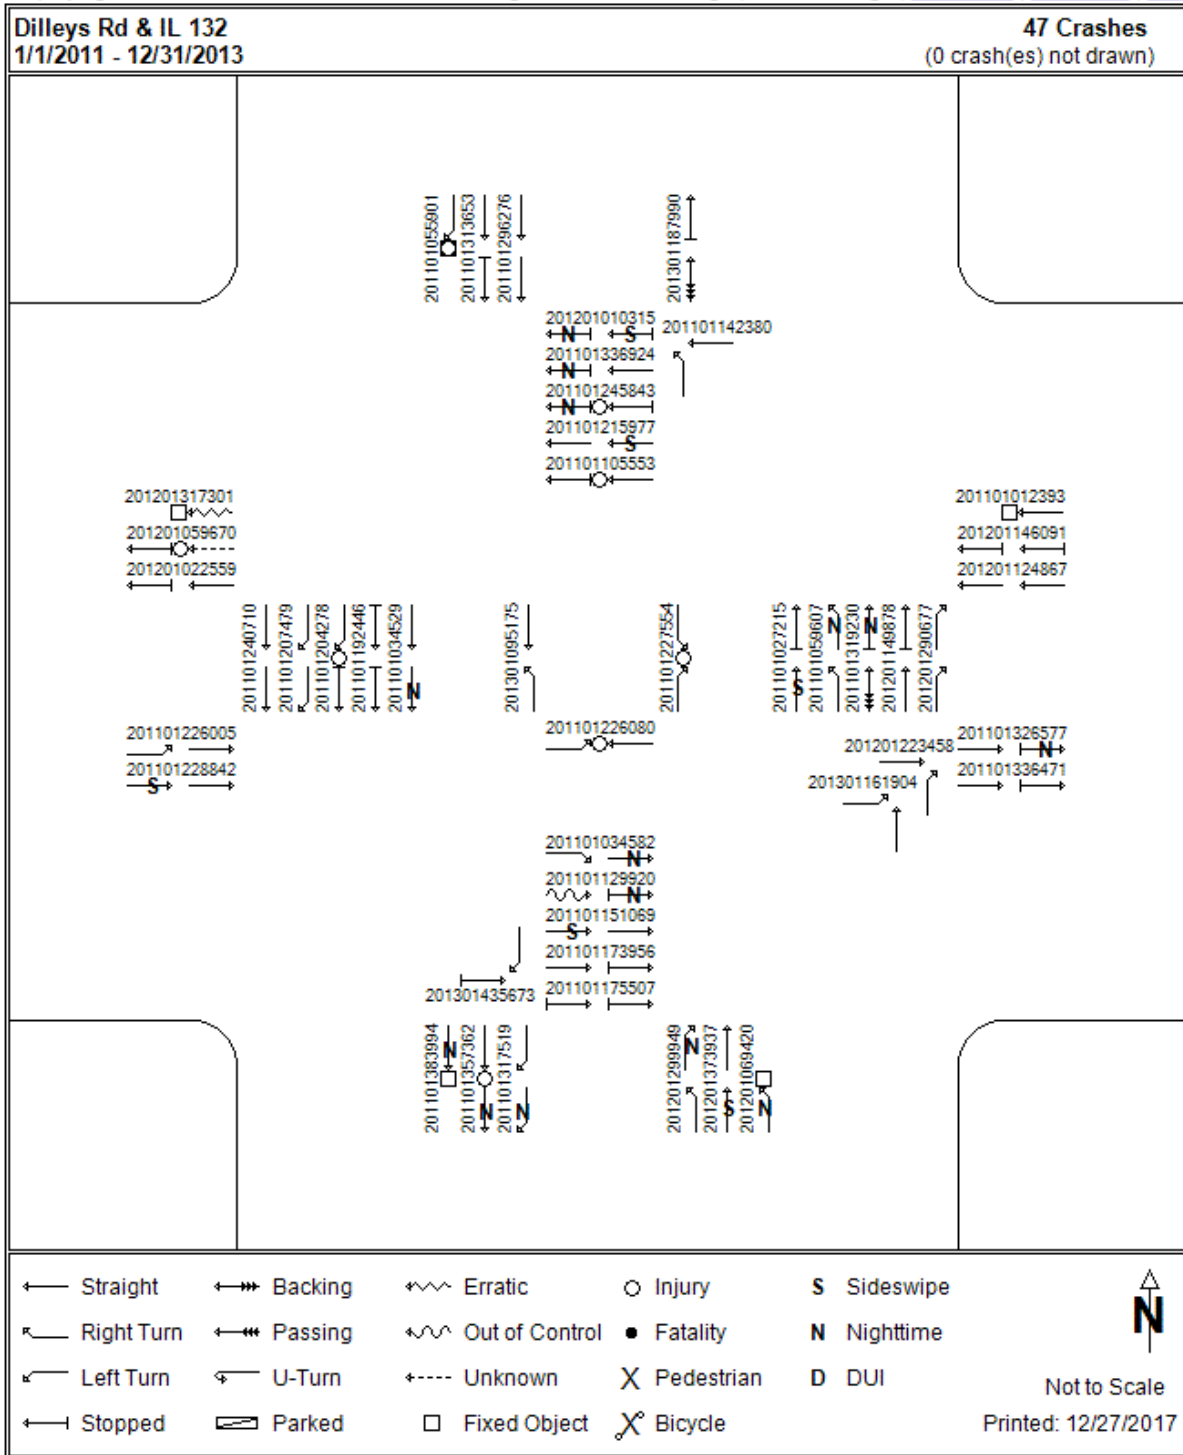 Dilleys Rd & IL 132
47 Crashes
1/1/2011 - 12/31/2013
(0 crash(es) not drawn)
201101055901
201101313653
201101296276
201301187990
201201010315
N S
201101142380
201101336924
N
201101245843
N
201101215977
S
201101105553
201201317301
201201059670
201201022559
201101012393
201201146091
201201124867
201101240710
201101207479
201101204278
201101192446
201101034529
N
201301095175
201101227554
201101027215
S
201101059607
N
201101319230
N
201201149878
201201290677
201101226005
201101228842
S
201101226080
201201223458
201301161904
201101326577
N
201101336471
201101034582
N
201101129920
N
201101151069
S
201101173956
201101175507
201301435673
201101383994
N
201101357362
N
201101317519
N
201201299949
N
201201373937
S
201201069420
N
Straight Backing Erratic Injury S Sideswipe
Right Turn Passing Out of Control Fatality N Nighttime
Left Turn U-Turn Unknown X Pedestrian D DUI
Stopped Parked Fixed Object Bicycle
N
Not to Scale
Printed: 12/27/2017